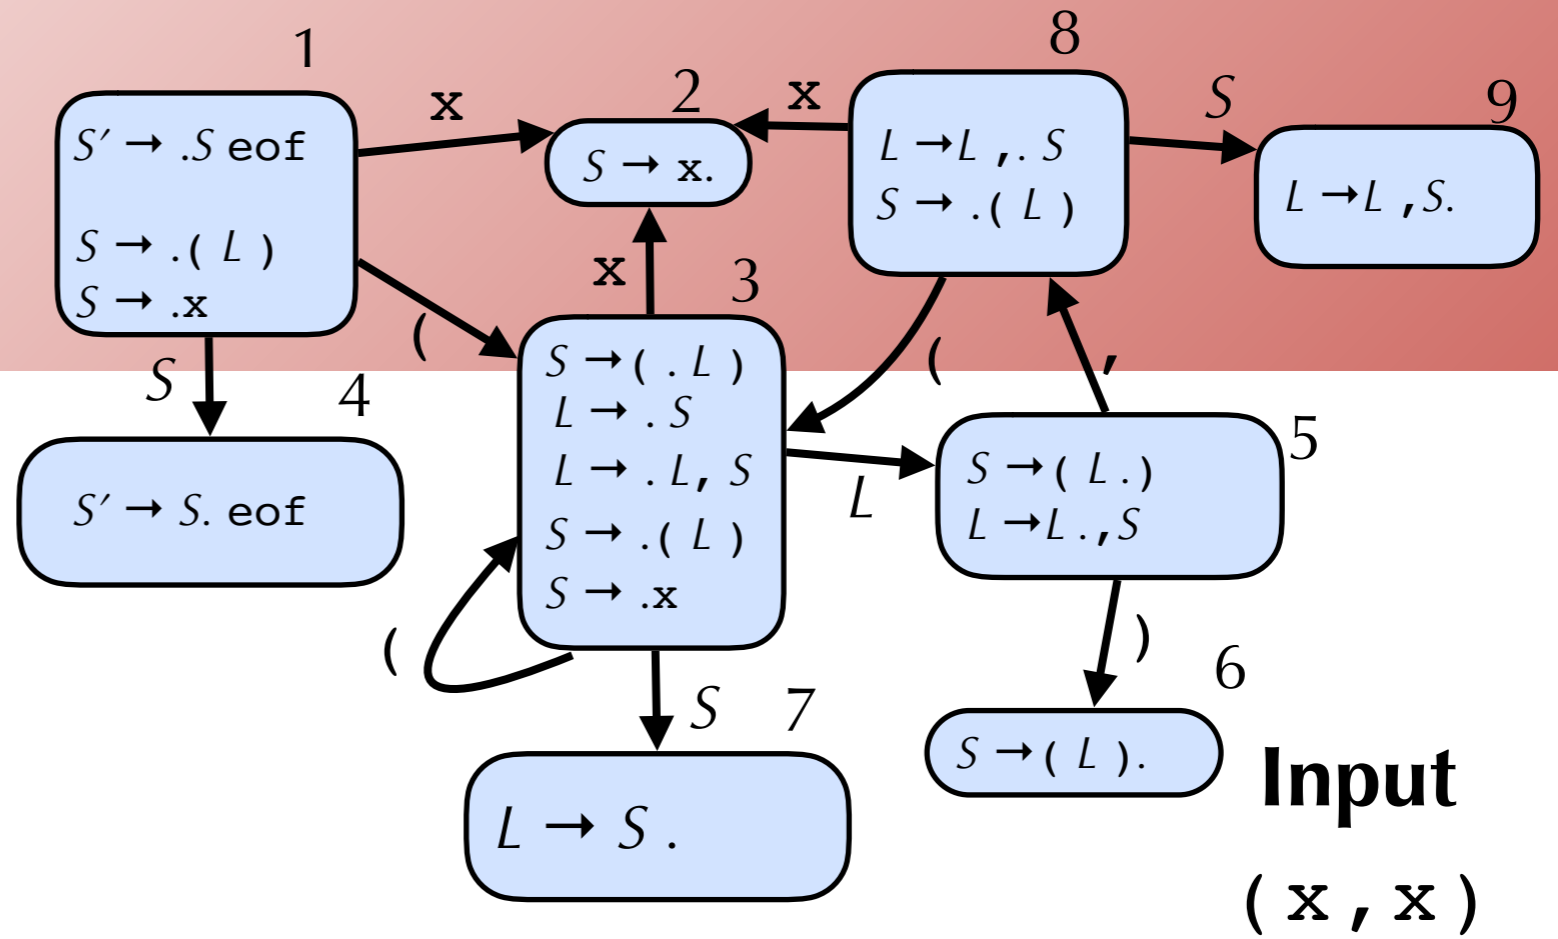 1
S′ → .S eof
S → .( L )
S → .x
x
2
S → x.
x
8
L → L ,. S
S → .( L )
S
9
L → L ,S.
(
x
3
S → ( . L )
L → . S
L → . L, S
S → .( L )
S → .x
(
,
S
4
S′ → S. eof
L
5
S → ( L .)
L → L .,S
(
S
7
L → S .
)
6
S → ( L ).
Input
( x , x )